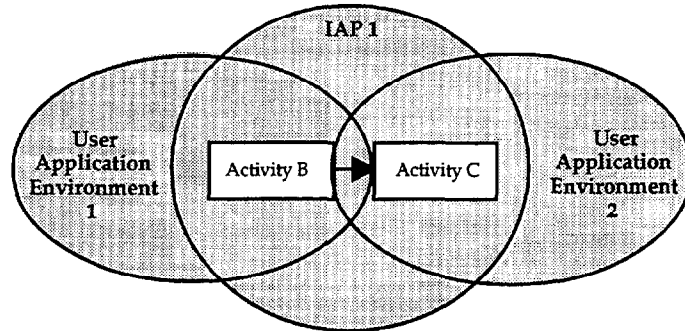 IAP 1
User
Application
Environment
1
Activity B
Activity C
User
Application
Environment
2